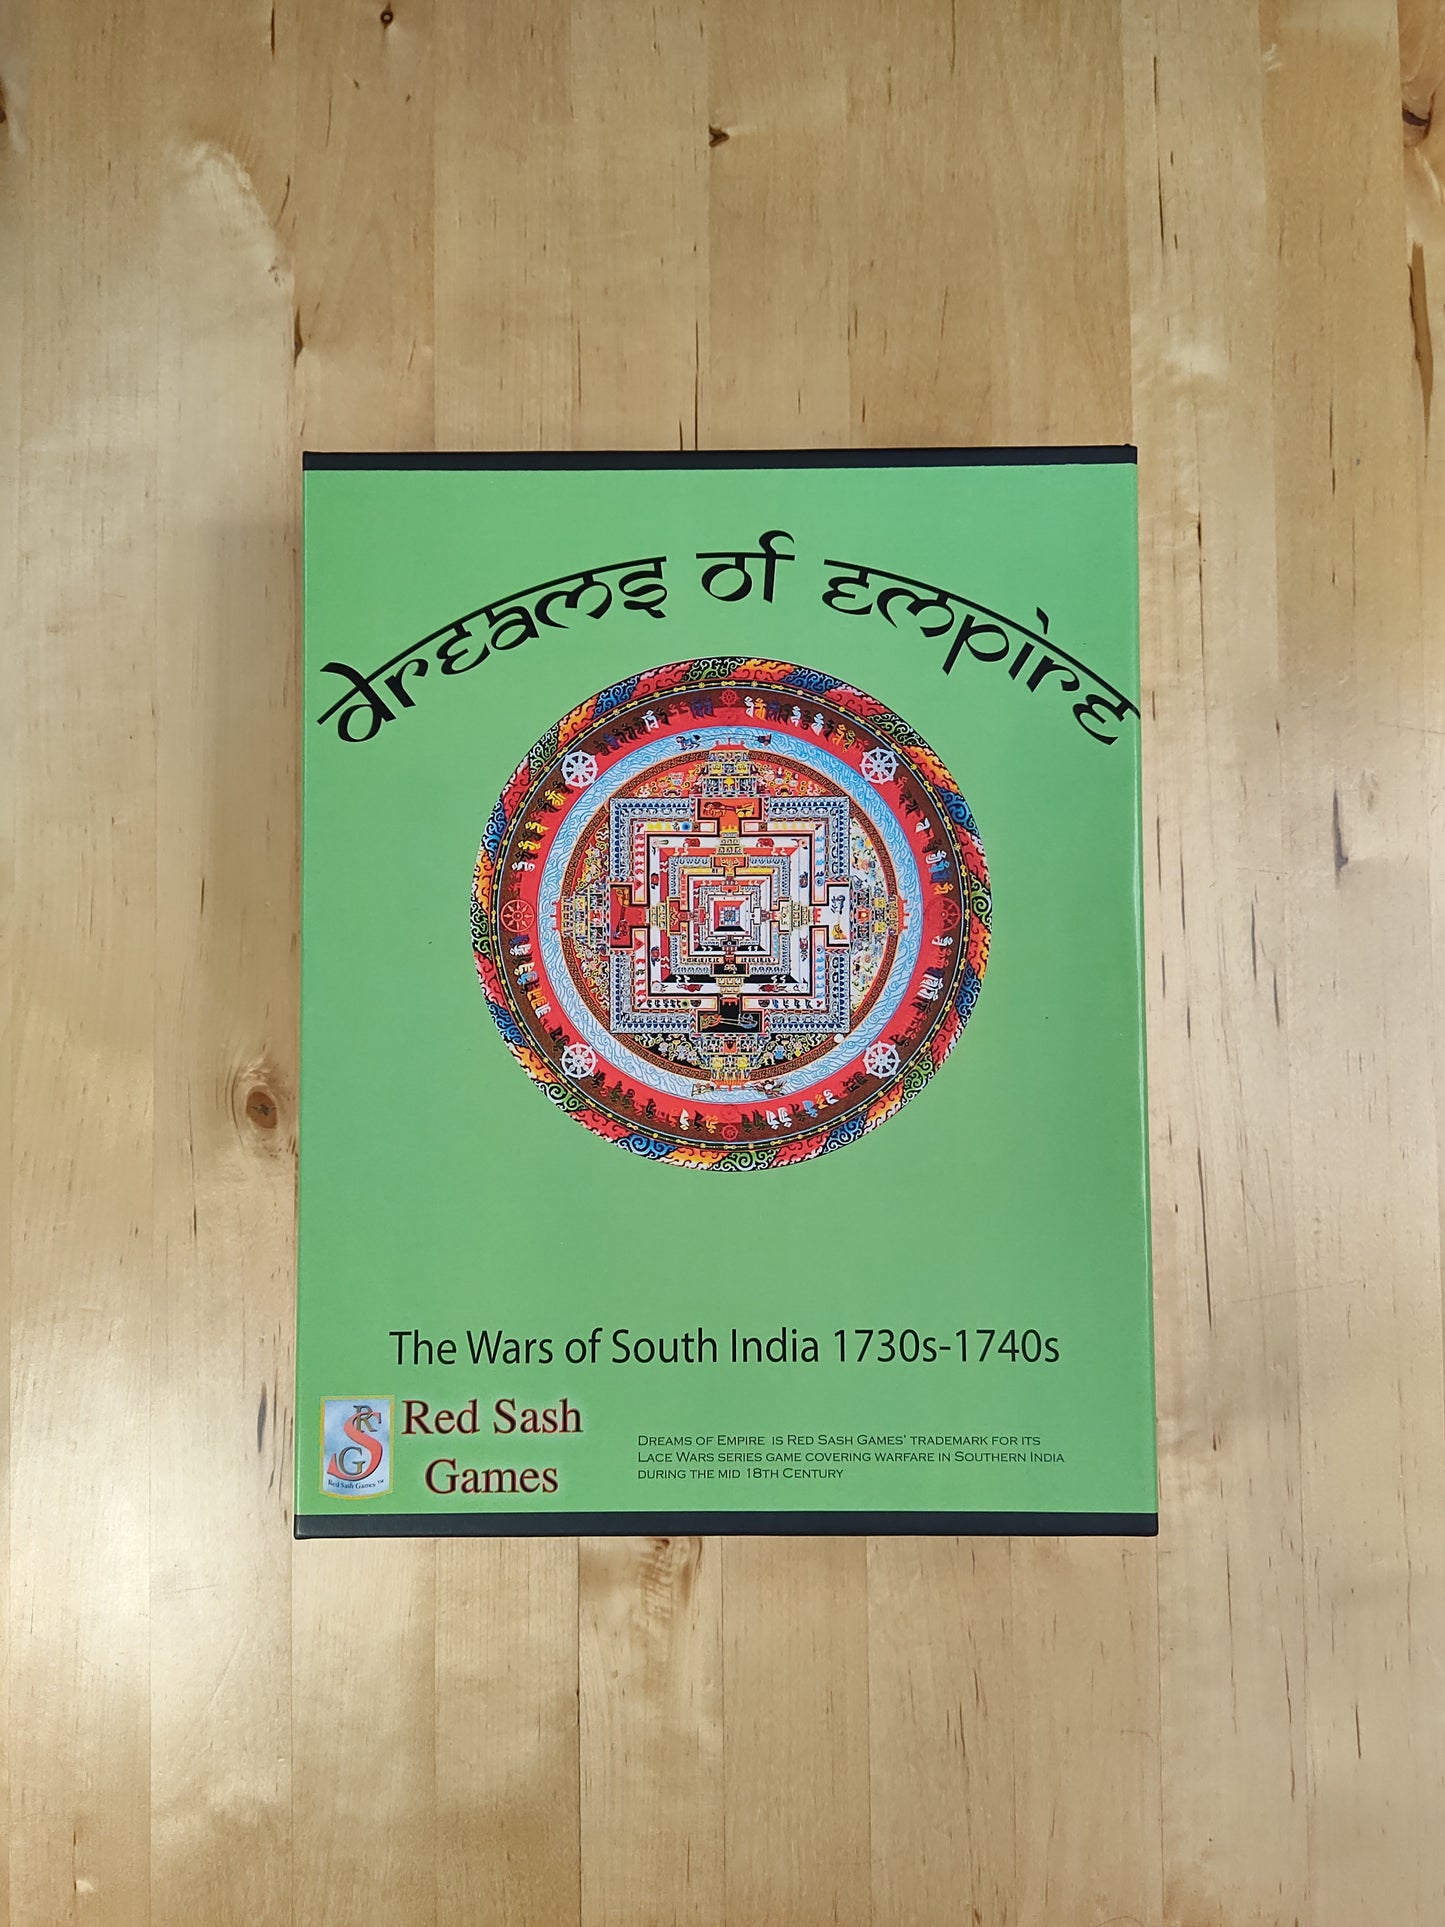 dreams of empire
The Wars of South India 1730s-1740s
RSG
Red Sash Games™
Red Sash
Games
DREAMS OF EMPIRE IS RED SASH GAMES' TRADEMARK FOR ITS
LACE WARS SERIES GAME COVERING WARFARE IN SOUTHERN INDIA
DURING THE MID 18TH CENTURY